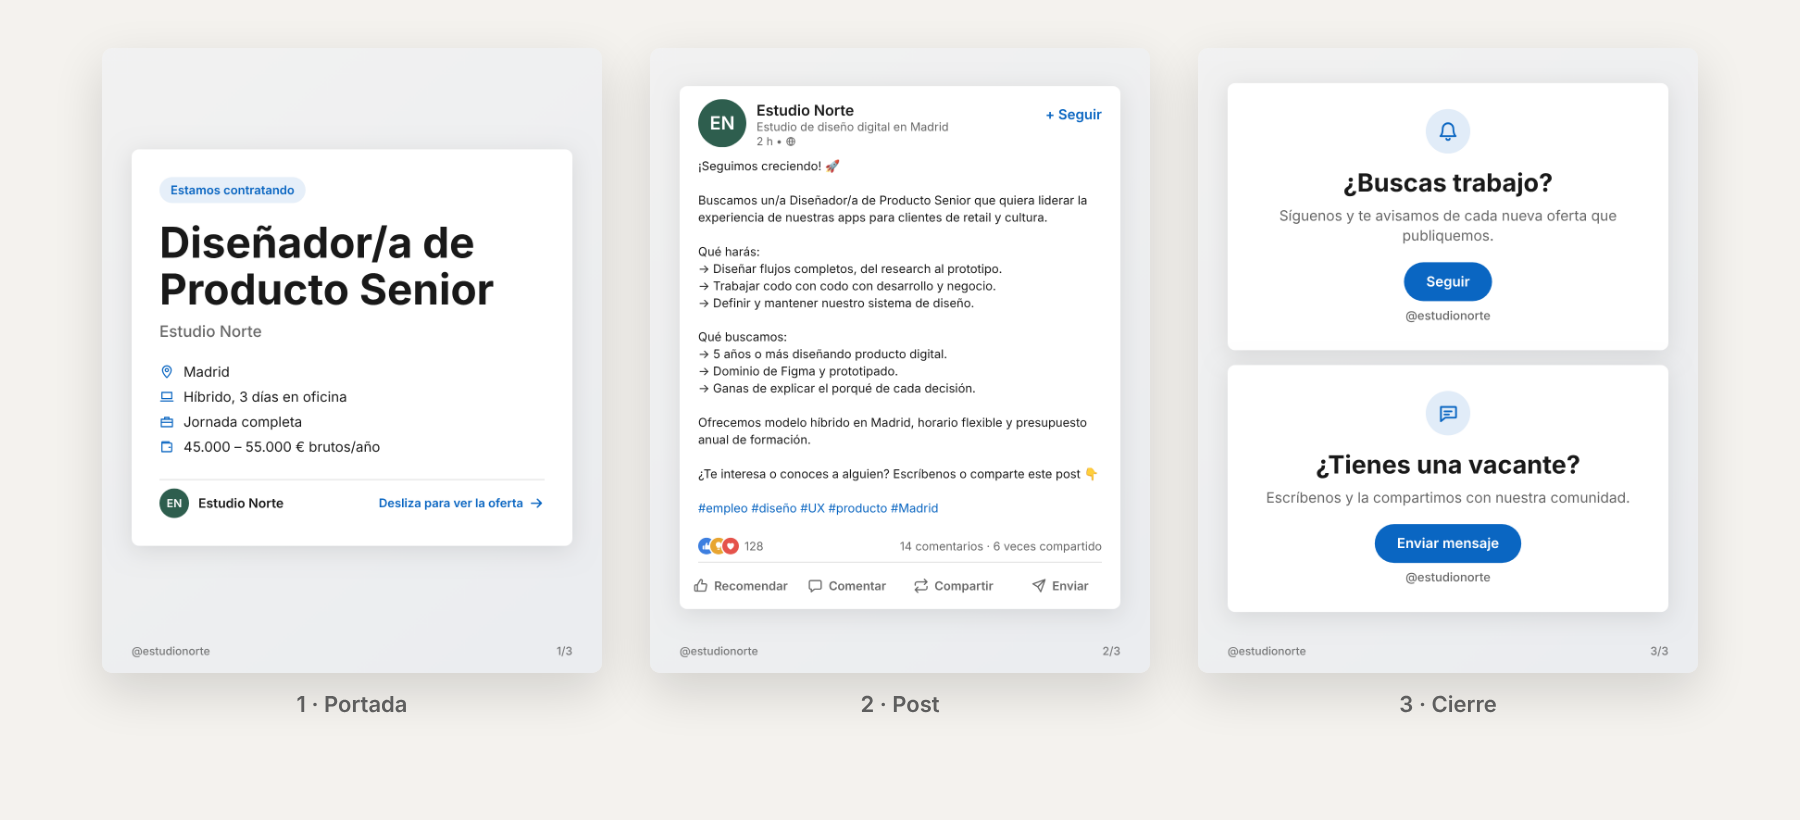 Estamos contratando
Diseñador/a de
Producto Senior
Estudio Norte
Madrid
Híbrido, 3 días en oficina
Jornada completa
45.000 – 55.000 € brutos/año
EN
Estudio Norte
Desliza para ver la oferta →
@estudionorte
1/3
1 · Portada
EN
Estudio Norte
Estudio de diseño digital en Madrid
2 h •
+ Seguir
¡Seguimos creciendo! 🚀
Buscamos un/a Diseñador/a de Producto Senior que quiera liderar la
experiencia de nuestras apps para clientes de retail y cultura.
Qué harás:
→ Diseñar flujos completos, del research al prototipo.
→ Trabajar codo con codo con desarrollo y negocio.
→ Definir y mantener nuestro sistema de diseño.
Qué buscamos:
→ 5 años o más diseñando producto digital.
→ Dominio de Figma y prototipado.
→ Ganas de explicar el porqué de cada decisión.
Ofrecemos modelo híbrido en Madrid, horario flexible y presupuesto
anual de formación.
¿Te interesa o conoces a alguien? Escríbenos o comparte este post 👇
#empleo #diseño #UX #producto #Madrid
128
14 comentarios · 6 veces compartido
Recomendar
Comentar
Compartir
Enviar
@estudionorte
2/3
2 · Post
¿Buscas trabajo?
Síguenos y te avisamos de cada nueva oferta que
publiquemos.
Seguir
@estudionorte
¿Tienes una vacante?
Escríbenos y la compartimos con nuestra comunidad.
Enviar mensaje
@estudionorte
@estudionorte
3/3
3 · Cierre